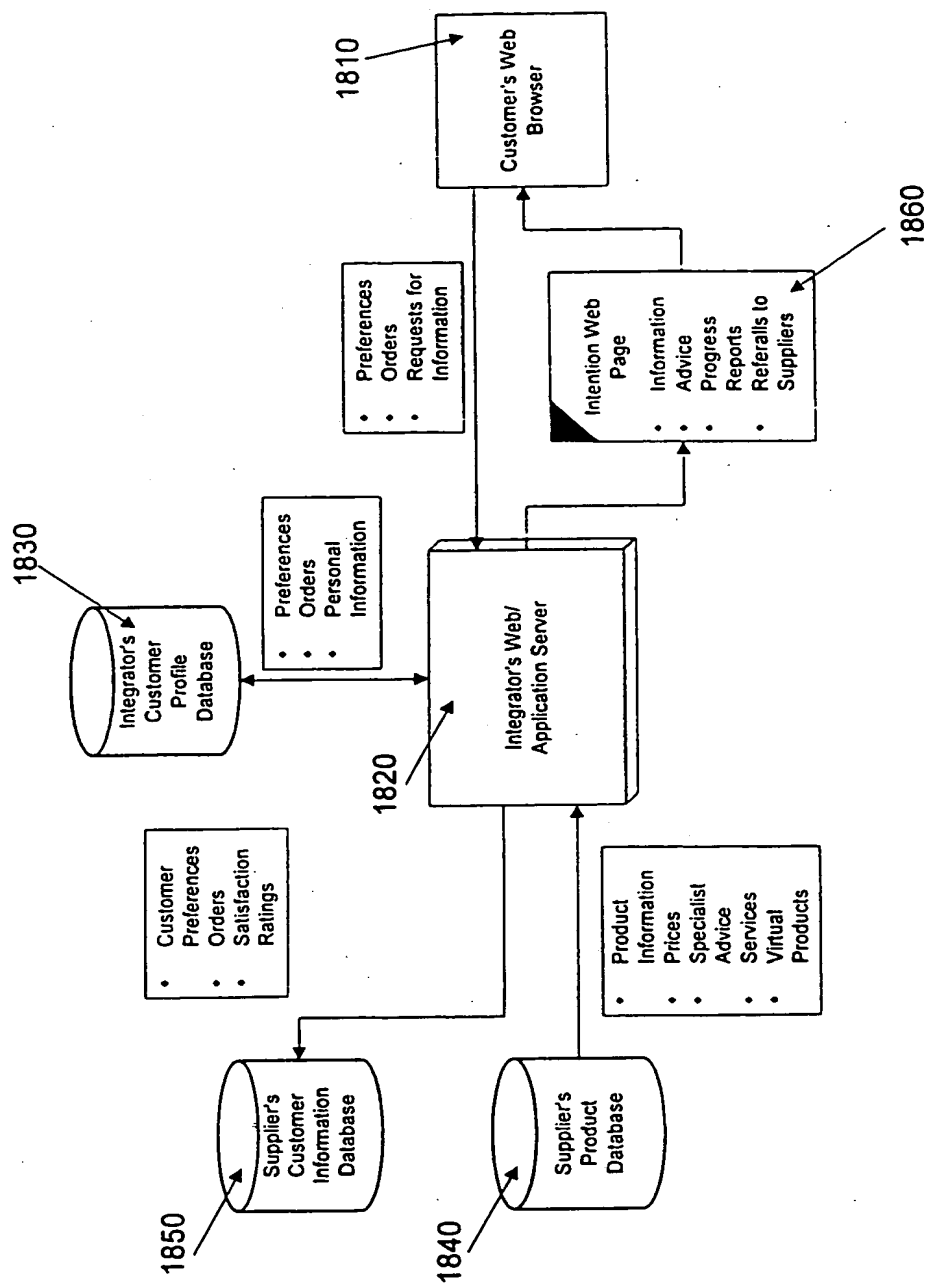 1830
Integrator's
Customer
Profile
Database
• Preferences
• Orders
• Personal
Information
• Customer
Preferences
• Orders
• Satisfaction
Ratings
1850
Supplier's
Customer
Information
Database
1840
Supplier's
Product
Database
• Product
Information
• Prices
• Specialist
Advice
• Services
• Virtual
Products
1820
Integrator's Web/
Application Server
• Preferences
• Orders
• Requests for
Information
1810
Customer's Web
Browser
Intention Web
Page
• Information
• Advice
• Progress
Reports
• Referalls to
Suppliers
1860